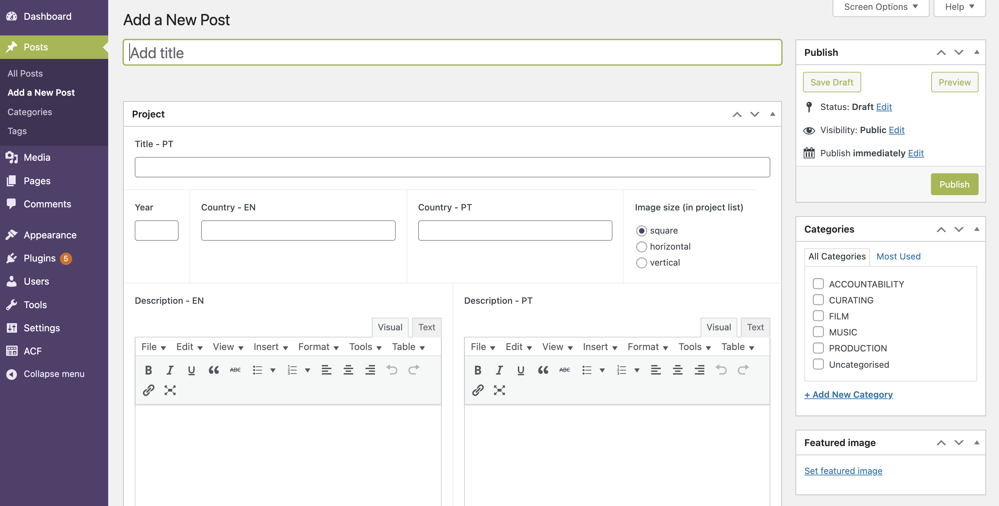 Dashboard
Posts
All Posts
Add a New Post
Categories
Tags
Media
Pages
Comments
Appearance
Plugins 5
Users
Tools
Settings
ACF
Collapse menu
Screen Options
Help
Add a New Post
Add title
Project
Title - PT
Year
Country - EN
Country - PT
Image size (in project list)
square
horizontal
vertical
Description - EN
Visual Text
File Edit View Insert Format Tools Table
B I U ABC
Description - PT
Visual Text
File Edit View Insert Format Tools Table
B I U ABC
Publish
Save Draft
Preview
Status: Draft Edit
Visibility: Public Edit
Publish immediately Edit
Publish
Categories
All Categories Most Used
ACCOUNTABILITY
CURATING
FILM
MUSIC
PRODUCTION
Uncategorised
+ Add New Category
Featured image
Set featured image